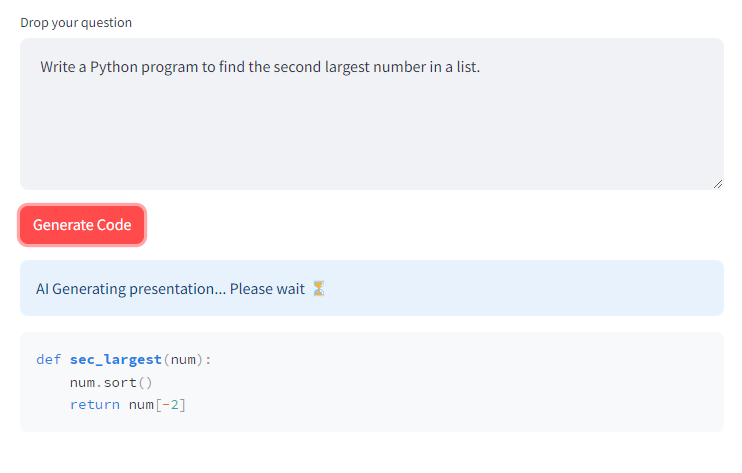 Drop your question
Write a Python program to find the second largest number in a list.
Generate Code
AI Generating presentation... Please wait ⏳
def sec_largest(num):
    num.sort()
    return num[-2]